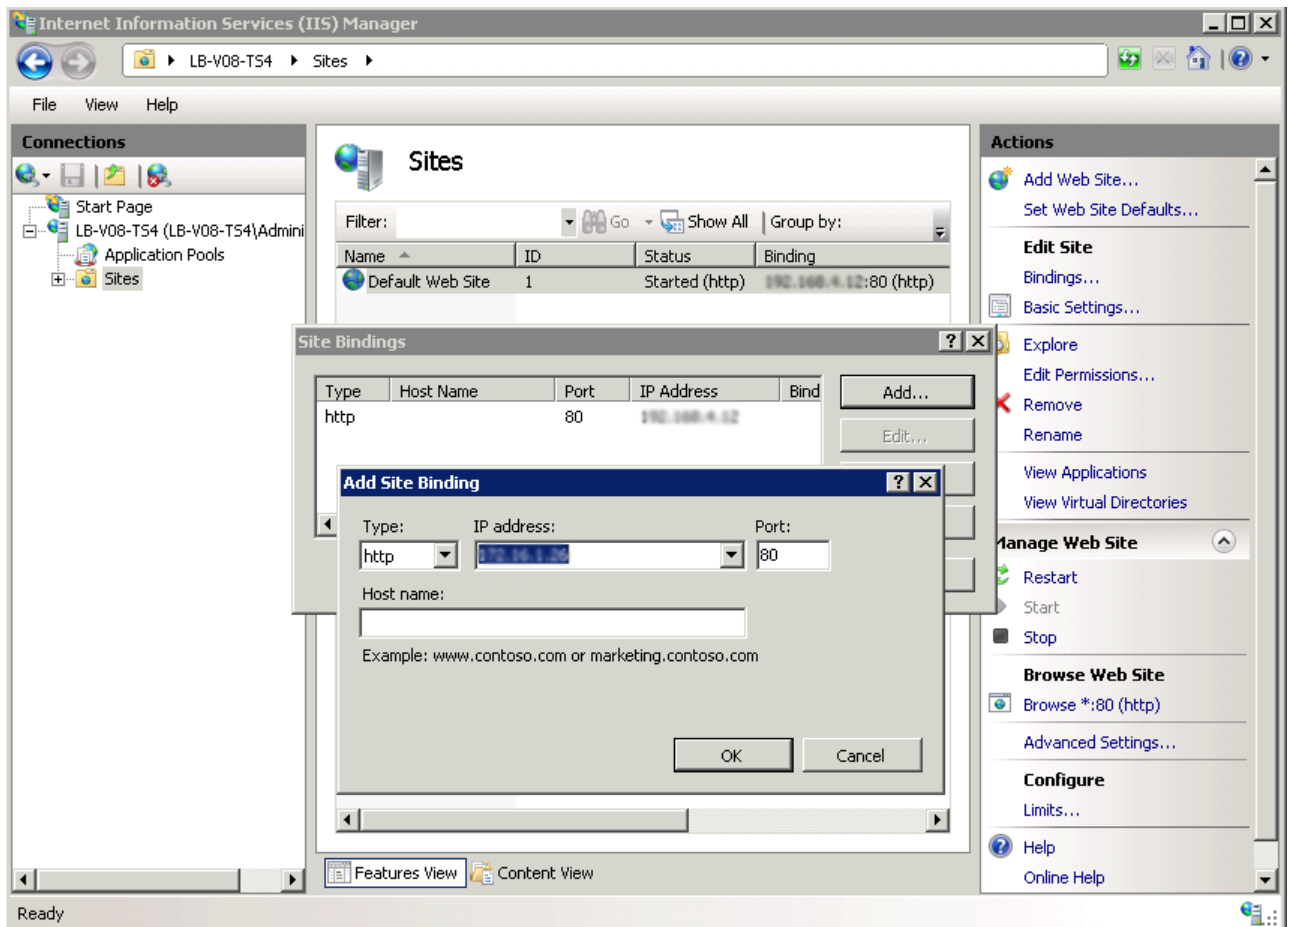 Internet Information Services (IIS) Manager
LB-V08-TS4 Sites
File View Help
Connections
Start Page
LB-V08-TS4 (LB-V08-TS4\Admini
Application Pools
Sites
Sites
Filter: Go Show All Group by:
Name ID Status Binding
Default Web Site 1 Started (http) :80 (http)
Site Bindings
Type Host Name Port IP Address Bind
http 80
Add...
Edit...
Add Site Binding
Type: IP address: Port:
http 80
Host name:
Example: www.contoso.com or marketing.contoso.com
OK Cancel
Features View Content View
Actions
Add Web Site...
Set Web Site Defaults...
Edit Site
Bindings...
Basic Settings...
Explore
Edit Permissions...
Remove
Rename
View Applications
View Virtual Directories
Manage Web Site
Restart
Start
Stop
Browse Web Site
Browse *:80 (http)
Advanced Settings...
Configure
Limits...
Help
Online Help
Ready